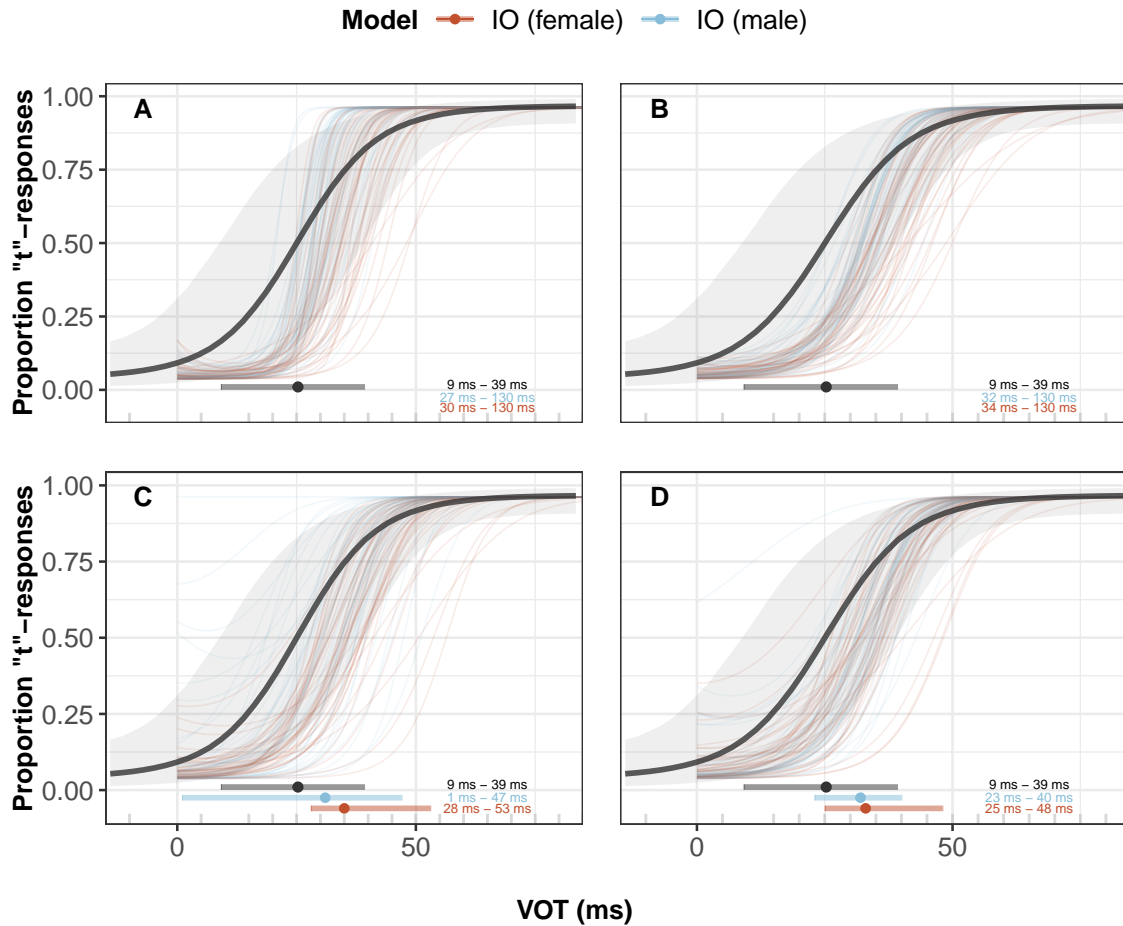 Model IO (female) IO (male)
A
B
Proportion "t"−responses
1.00
0.75
0.50
0.25
0.00
9 ms − 39 ms
27 ms − 130 ms
30 ms − 130 ms
9 ms − 39 ms
32 ms − 130 ms
34 ms − 130 ms
C
D
Proportion "t"−responses
1.00
0.75
0.50
0.25
0.00
9 ms − 39 ms
1 ms − 47 ms
28 ms − 53 ms
9 ms − 39 ms
23 ms − 40 ms
25 ms − 48 ms
0 50 0 50
VOT (ms)